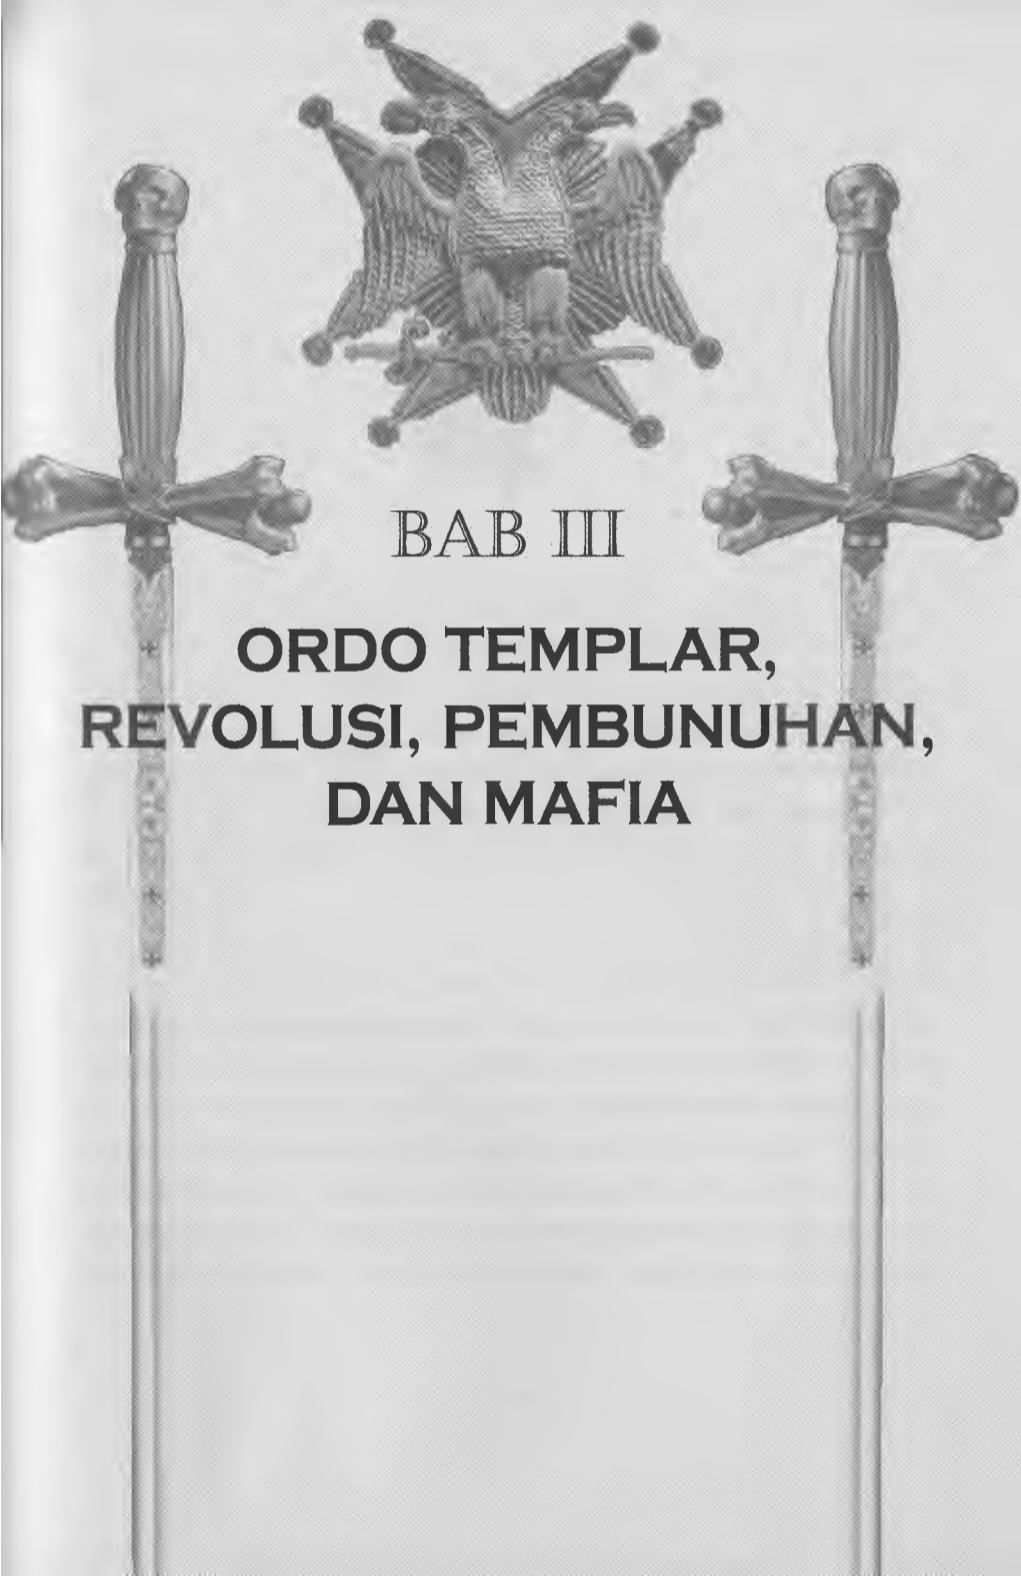 BAB III
ORDO TEMPLAR,
REVOLUSI, PEMBUNUHAN,
DAN MAFIA